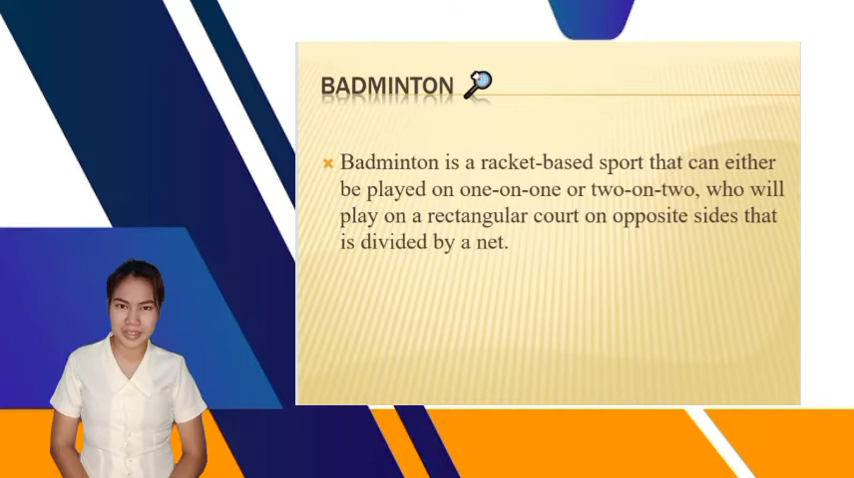 BADMINTON
Badminton is a racket-based sport that can either
be played on one-on-one or two-on-two, who will
play on a rectangular court on opposite sides that
is divided by a net.